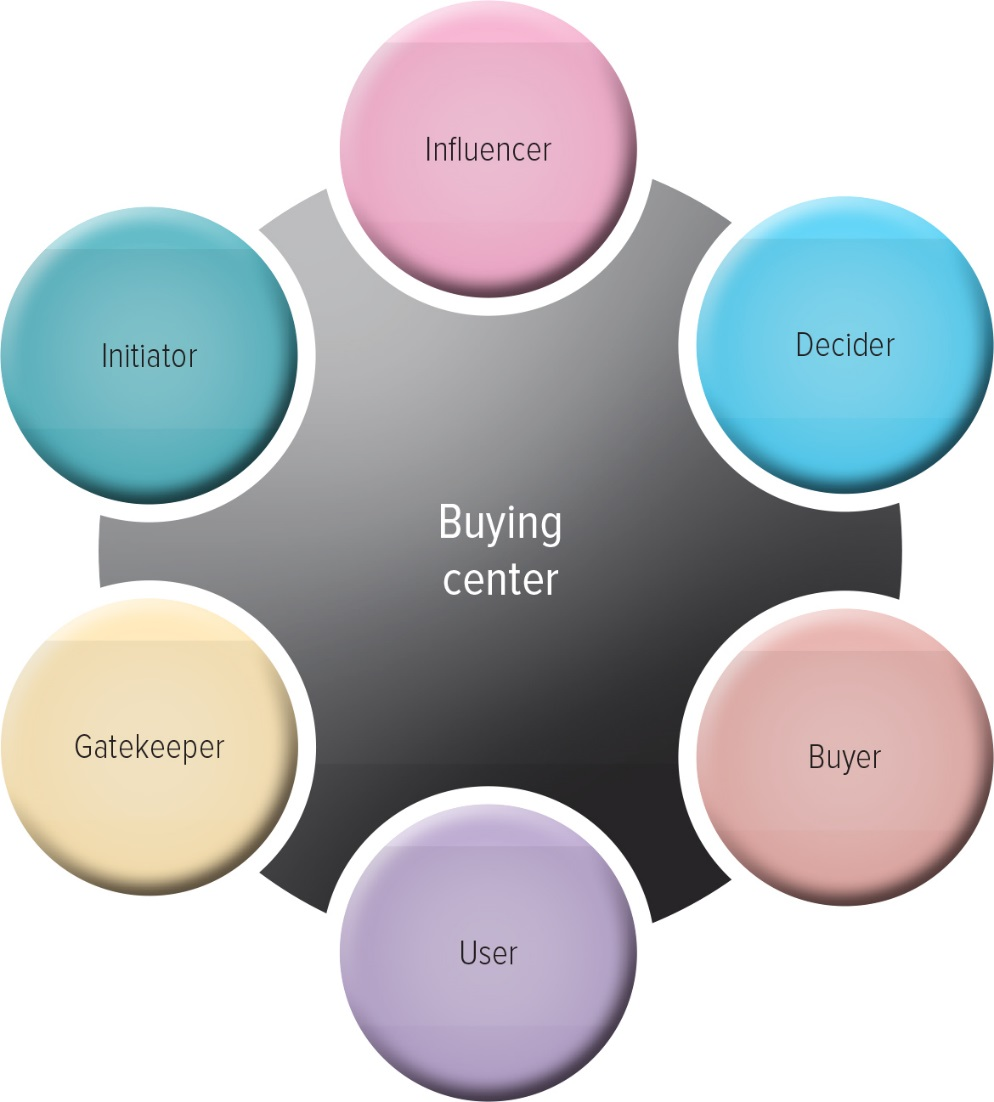 Influencer
Initiator
Decider
Buying
center
Gatekeeper
Buyer
User